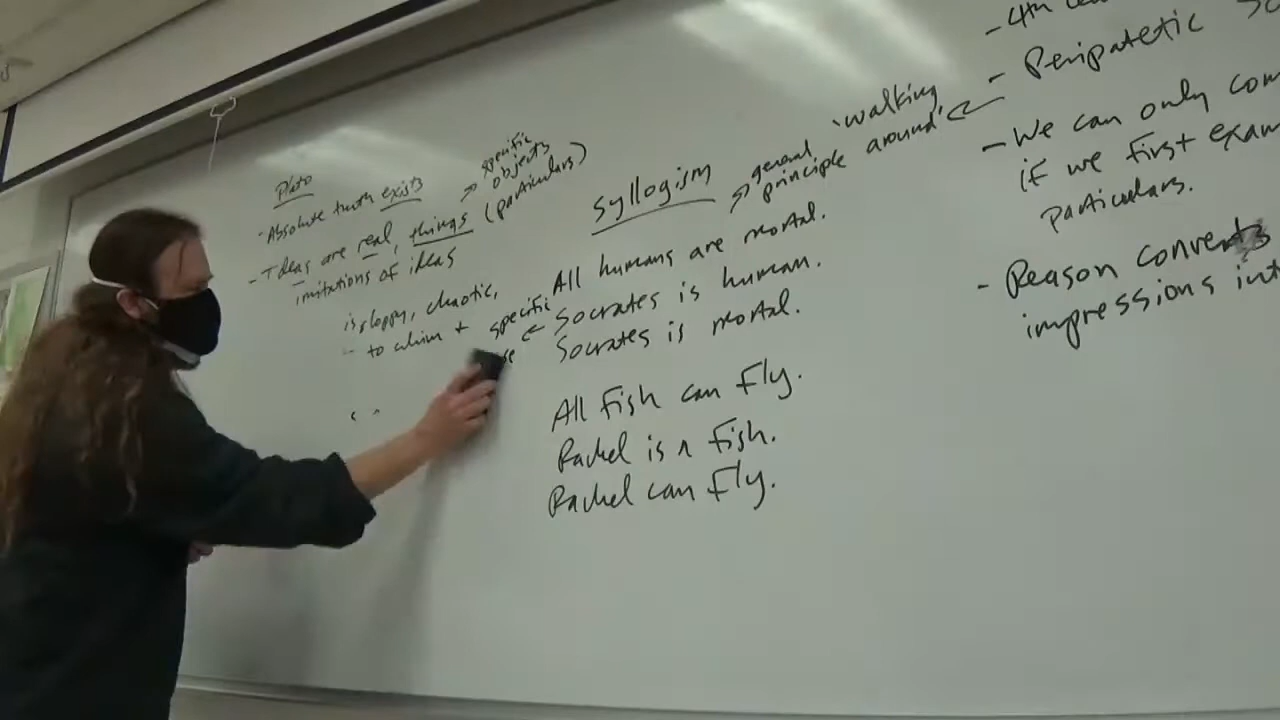 Plato
- Absolute truth exists
- Ideas are real, things (particulars)
imitations of ideas
specific
objects
is sloppy, chaotic,
to whim +
specific
Syllogism
general
principle
All humans are mortal.
Socrates is human.
Socrates is mortal.
All fish can fly.
Rachel is a fish.
Rachel can fly.
'walking
around'
- 4th
- Peripatetic
- We can only
if we first
particulars.
- Reason converts
impressions